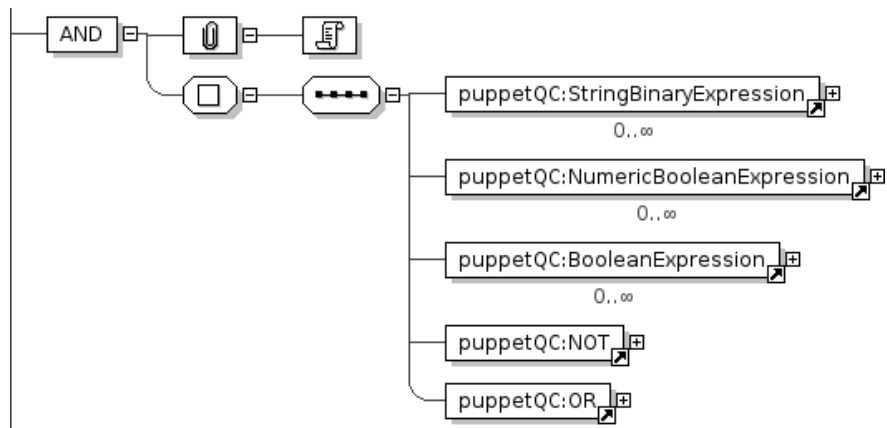 AND
puppetQC:StringBinaryExpression
0..∞
puppetQC:NumericBooleanExpression
0..∞
puppetQC:BooleanExpression
0..∞
puppetQC:NOT
puppetQC:OR